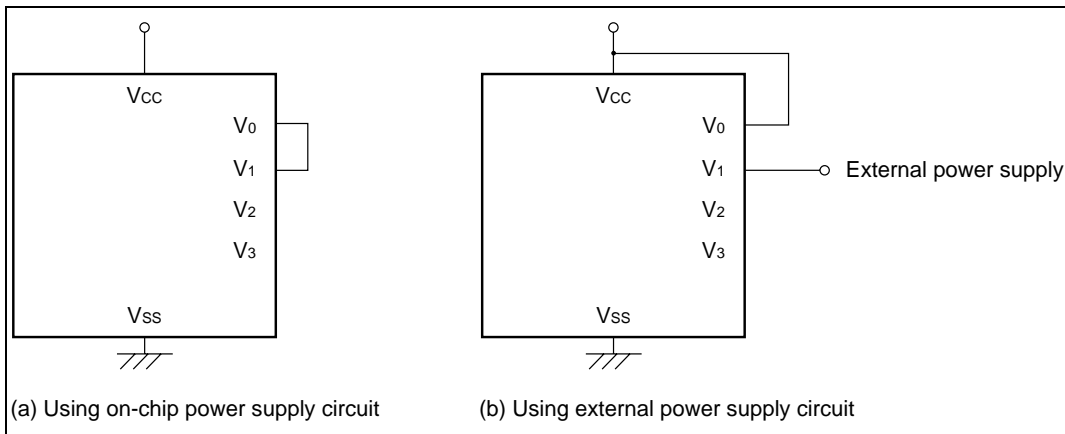 VCC
V0
V1
V2
V3
VSS
(a) Using on-chip power supply circuit
VCC
V0
V1
External power supply
V2
V3
VSS
(b) Using external power supply circuit